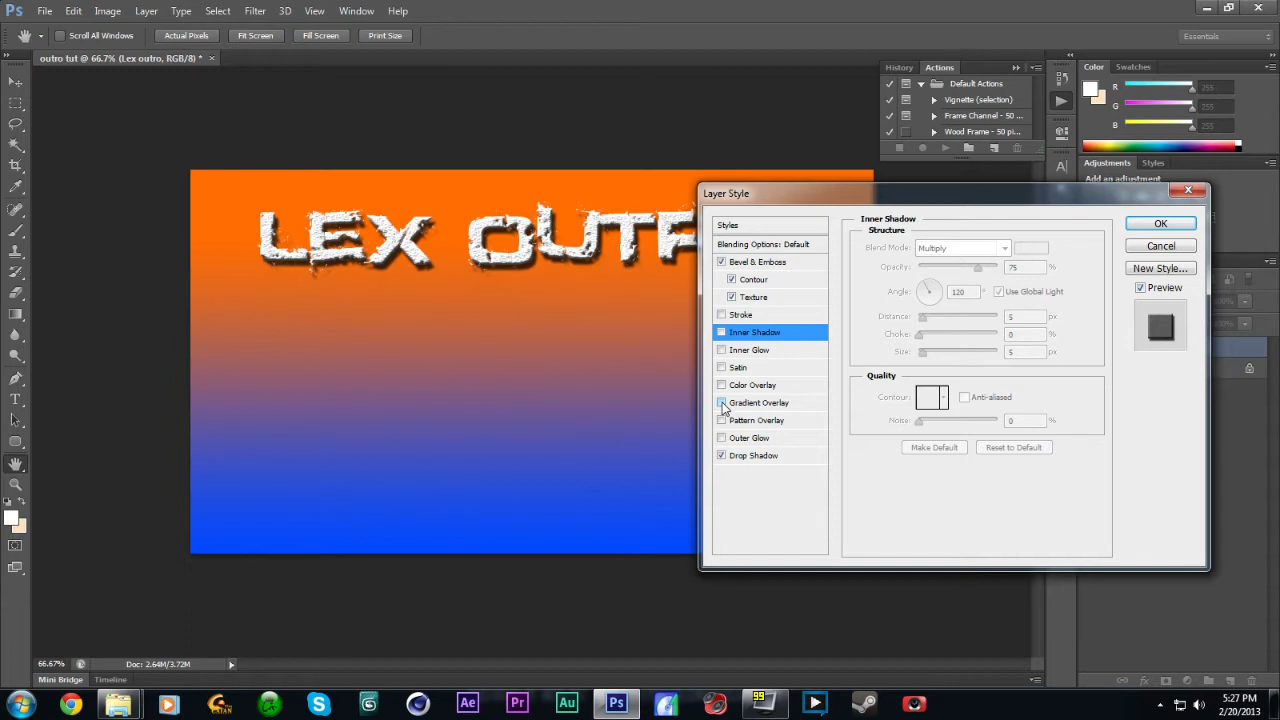 Ps File Edit Image Layer Type Select Filter 3D View Window Help
Scroll All Windows Actual Pixels Fit Screen Fill Screen Print Size Essentials
outro tut @ 66.7% (Lex outro, RGB/8) * ×
History Actions
Default Actions
Vignette (selection)
Frame Channel - 50 ...
Wood Frame - 50 pi...
Color Swatches
R 255
G 255
B 255
Adjustments Styles
Add an adjustment
LEX OUTR
Layer Style
Styles
Blending Options: Default
Bevel & Emboss
Contour
Texture
Stroke
Inner Shadow
Inner Glow
Satin
Color Overlay
Gradient Overlay
Pattern Overlay
Outer Glow
Drop Shadow
Inner Shadow
Structure
Blend Mode: Multiply
Opacity: 75 %
Angle: 120 ° Use Global Light
Distance: 5 px
Choke: 0 %
Size: 5 px
Quality
Contour: Anti-aliased
Noise: 0 %
Make Default Reset to Default
OK
Cancel
New Style...
Preview
66.67% Doc: 2.64M/3.72M
Mini Bridge Timeline
Ae Pr Au Ps 99
5:27 PM
2/20/2013